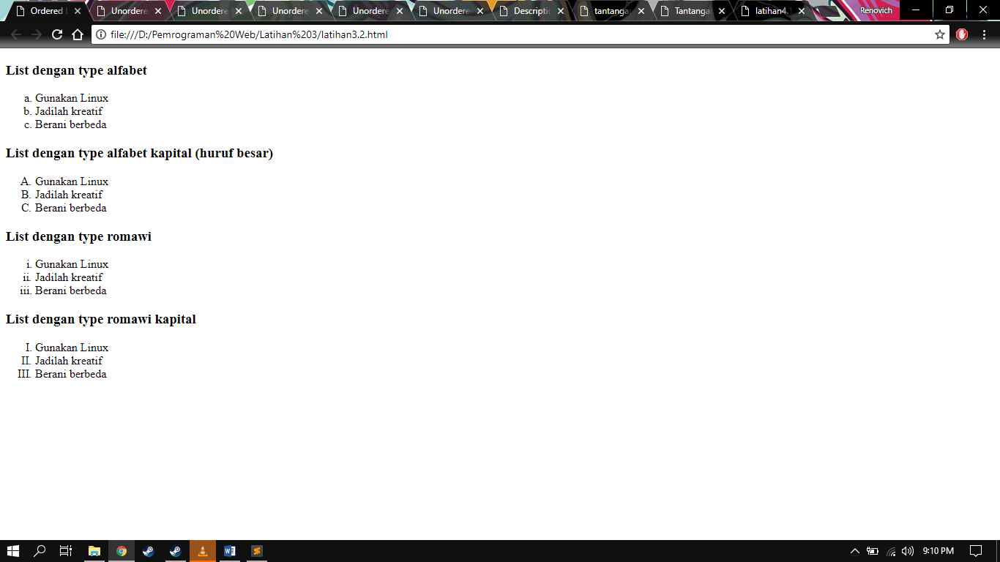 Ordered
Unordere
Unordere
Unordere
Unordere
Unordere
Descriptic
tantangar
Tantanga
latihan4.1
Renovich
file:///D:/Pemrograman%20Web/Latihan%203/latihan3.2.html
List dengan type alfabet
a. Gunakan Linux
b. Jadilah kreatif
c. Berani berbeda
List dengan type alfabet kapital (huruf besar)
A. Gunakan Linux
B. Jadilah kreatif
C. Berani berbeda
List dengan type romawi
i. Gunakan Linux
ii. Jadilah kreatif
iii. Berani berbeda
List dengan type romawi kapital
I. Gunakan Linux
II. Jadilah kreatif
III. Berani berbeda
9:10 PM